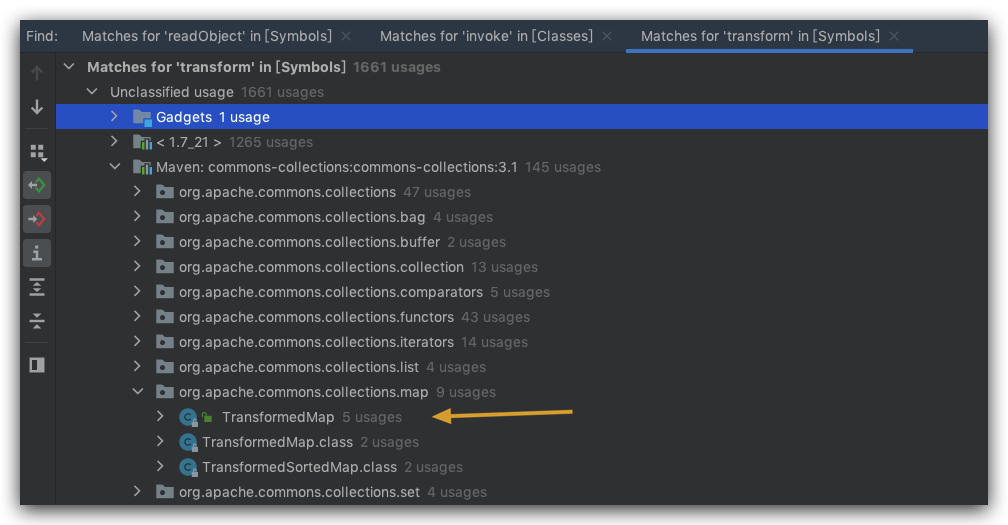 Find: Matches for 'readObject' in [Symbols] × Matches for 'invoke' in [Classes] × Matches for 'transform' in [Symbols] ×
Matches for 'transform' in [Symbols] 1661 usages
Unclassified usage 1661 usages
Gadgets 1 usage
< 1.7_21 > 1265 usages
Maven: commons-collections:commons-collections:3.1 145 usages
org.apache.commons.collections 47 usages
org.apache.commons.collections.bag 4 usages
org.apache.commons.collections.buffer 2 usages
org.apache.commons.collections.collection 13 usages
org.apache.commons.collections.comparators 5 usages
org.apache.commons.collections.functors 43 usages
org.apache.commons.collections.iterators 14 usages
org.apache.commons.collections.list 4 usages
org.apache.commons.collections.map 9 usages
TransformedMap 5 usages
TransformedMap.class 2 usages
TransformedSortedMap.class 2 usages
org.apache.commons.collections.set 4 usages